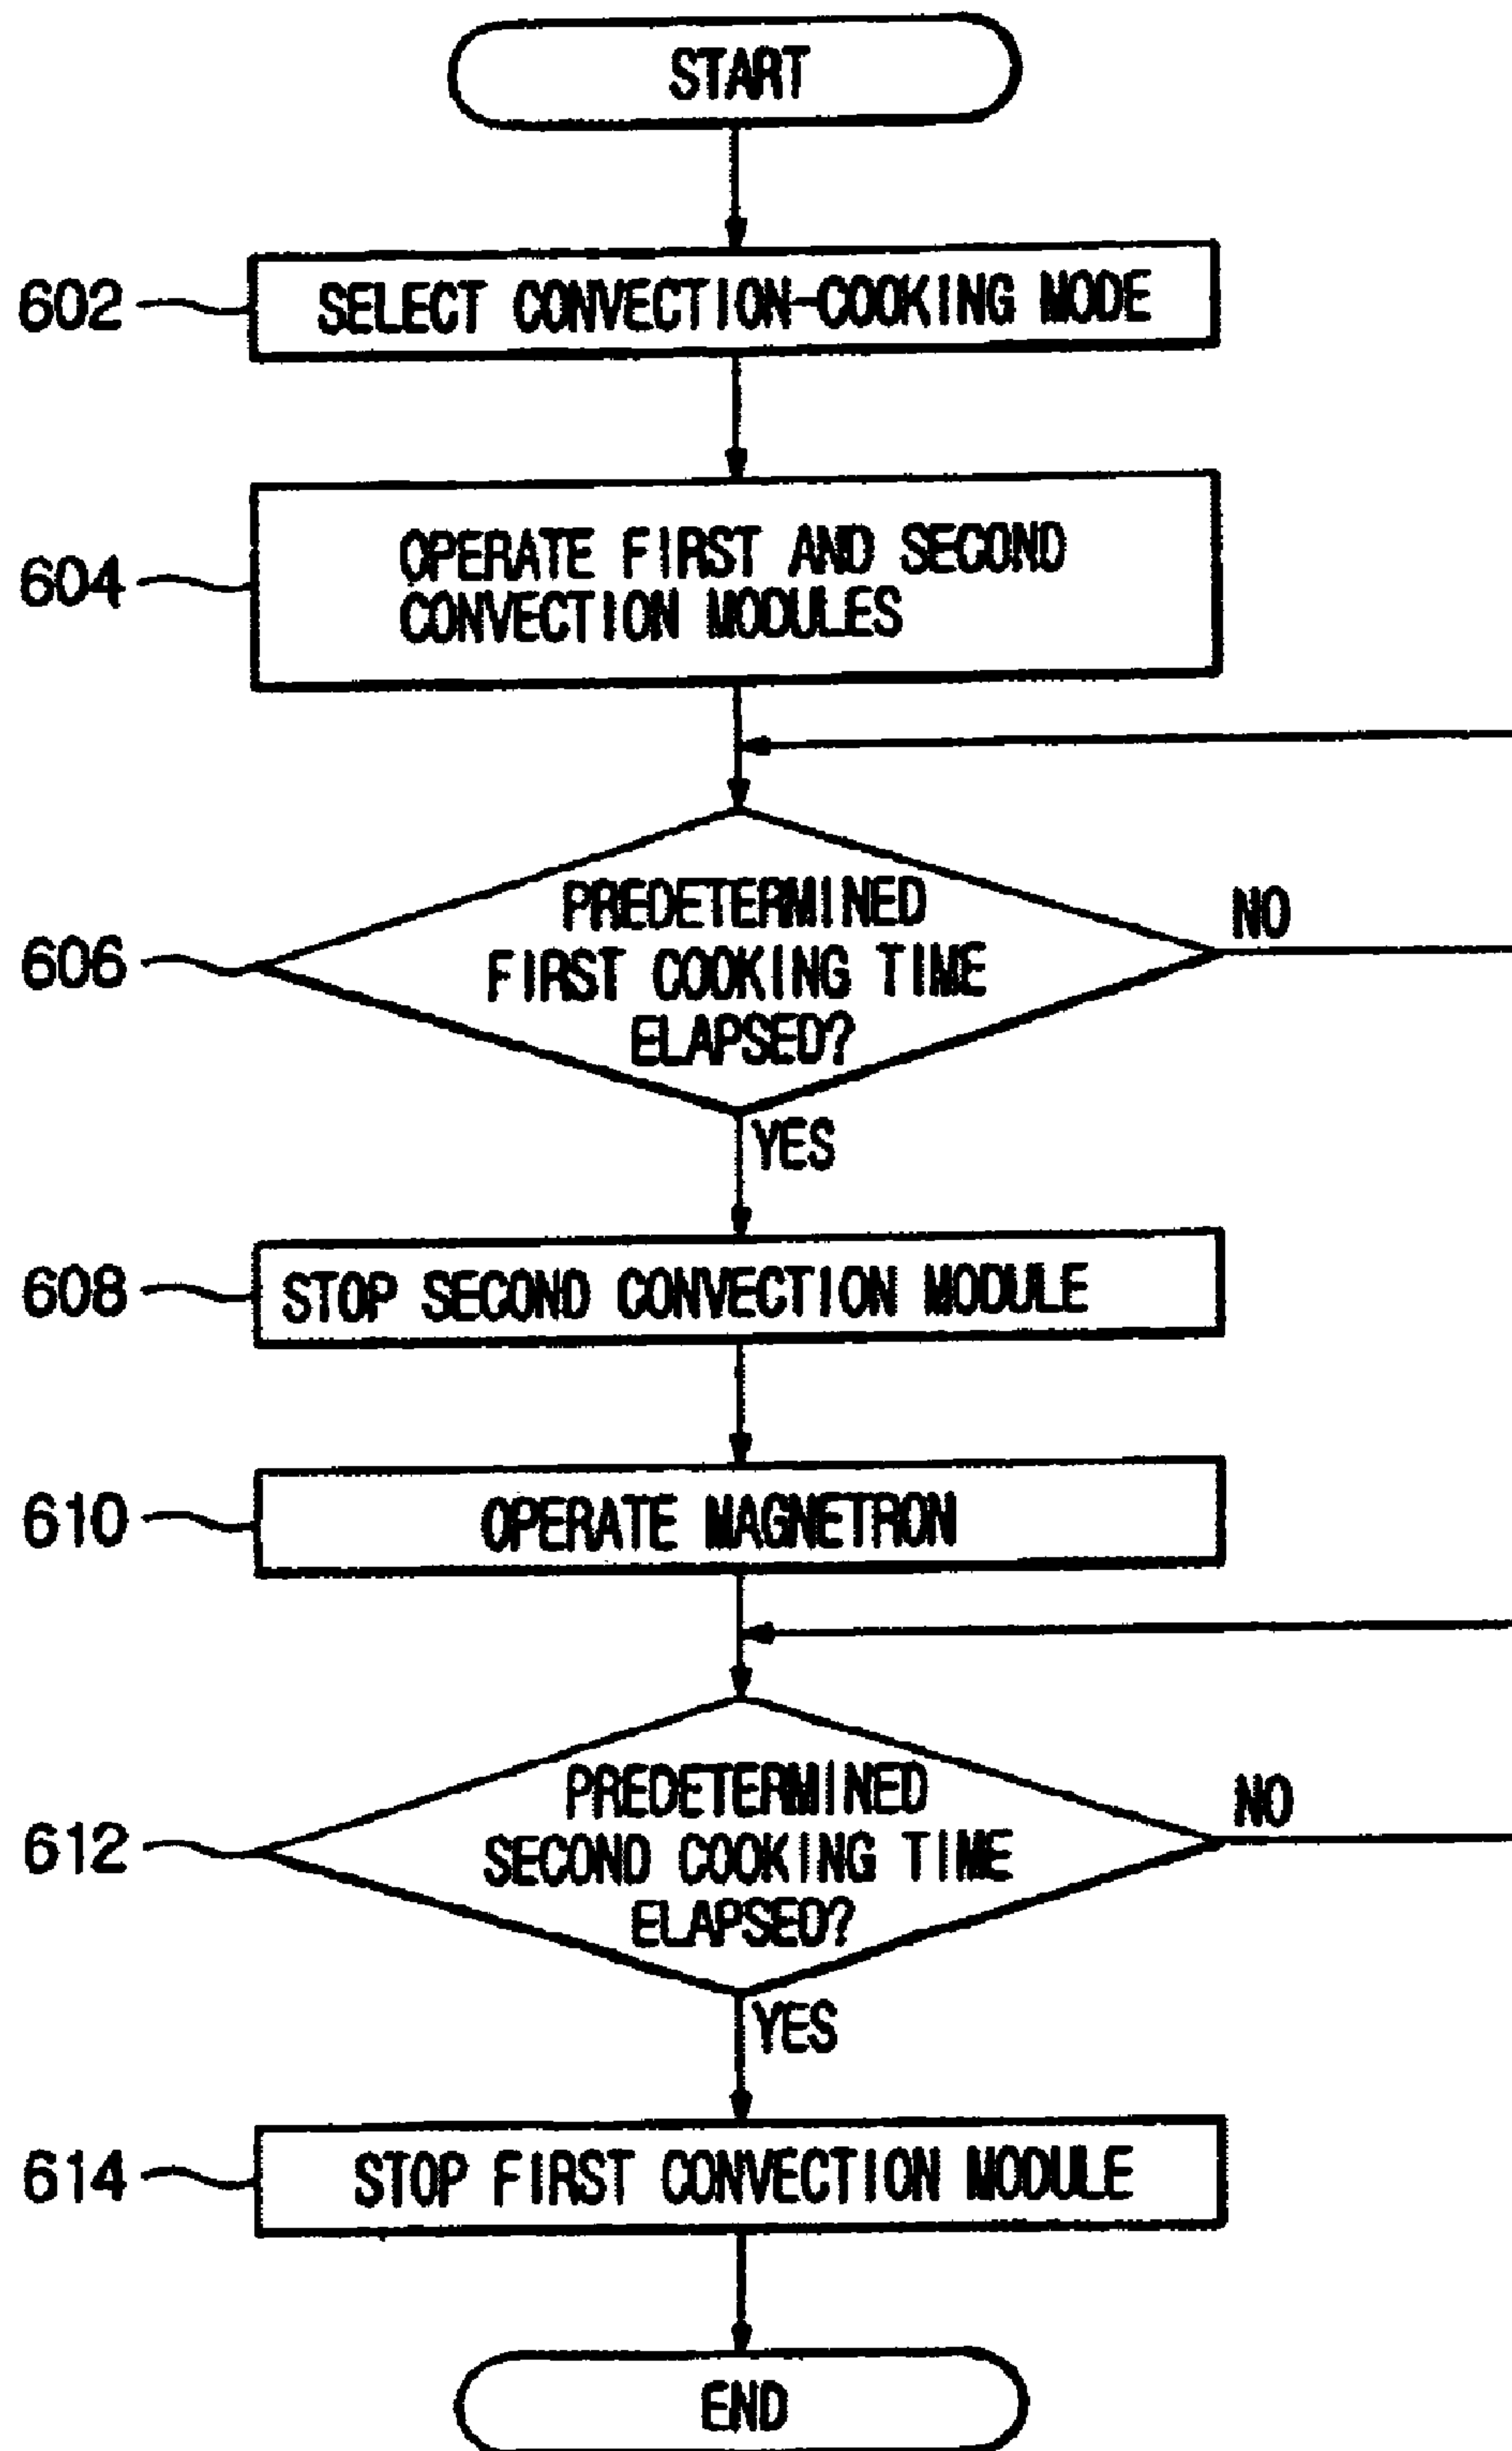 START
602
SELECT CONVECTION-COOKING MODE
604
OPERATE FIRST AND SECOND
CONVECTION MODULES
606
PREDETERMINED
FIRST COOKING TIME
ELAPSED?
NO
YES
608
STOP SECOND CONVECTION MODULE
610
OPERATE MAGNETRON
612
PREDETERMINED
SECOND COOKING TIME
ELAPSED?
NO
YES
614
STOP FIRST CONVECTION MODULE
END